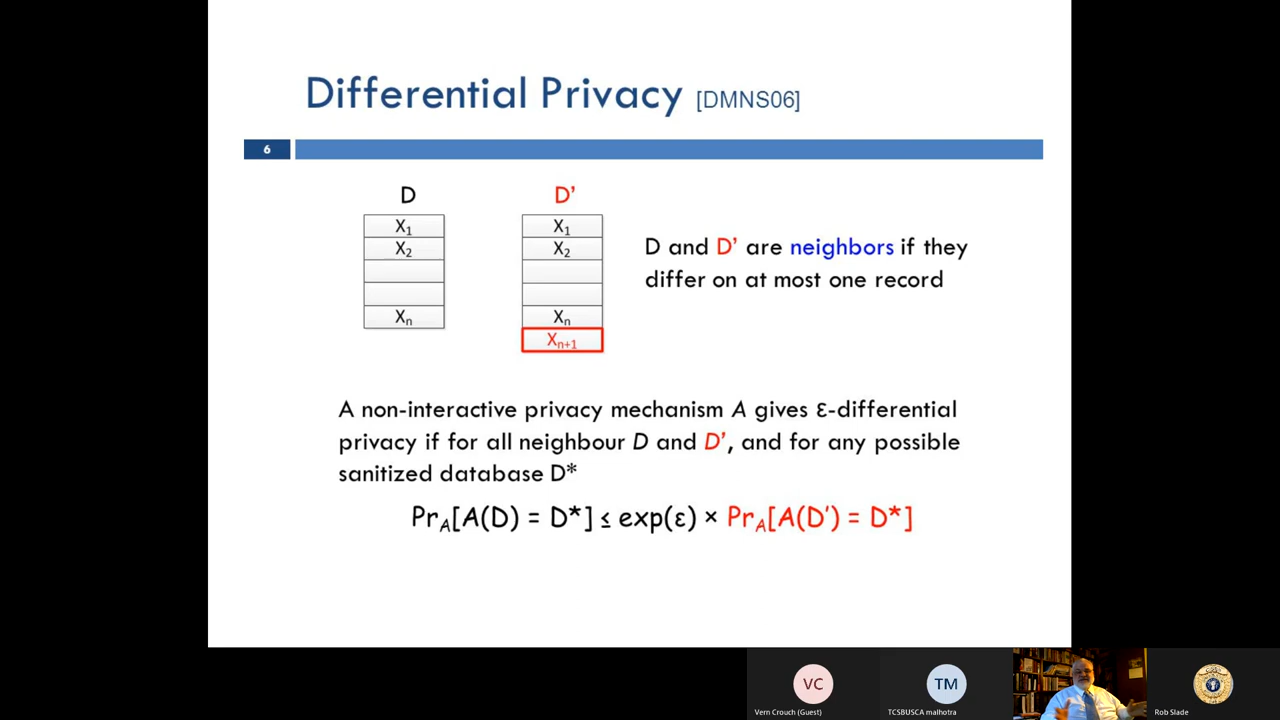 Differential Privacy [DMNS06]
6
D
D’
X1
X2
Xn
X1
X2
Xn
Xn+1
D and D’ are neighbors if they
differ on at most one record
A non-interactive privacy mechanism A gives ε-differential
privacy if for all neighbour D and D’, and for any possible
sanitized database D*
PrA[A(D) = D*] ≤ exp(ε) × PrA[A(D’) = D*]
VC
Vern Crouch (Guest)
TM
TCSBUSCA malhotra
Rob Slade